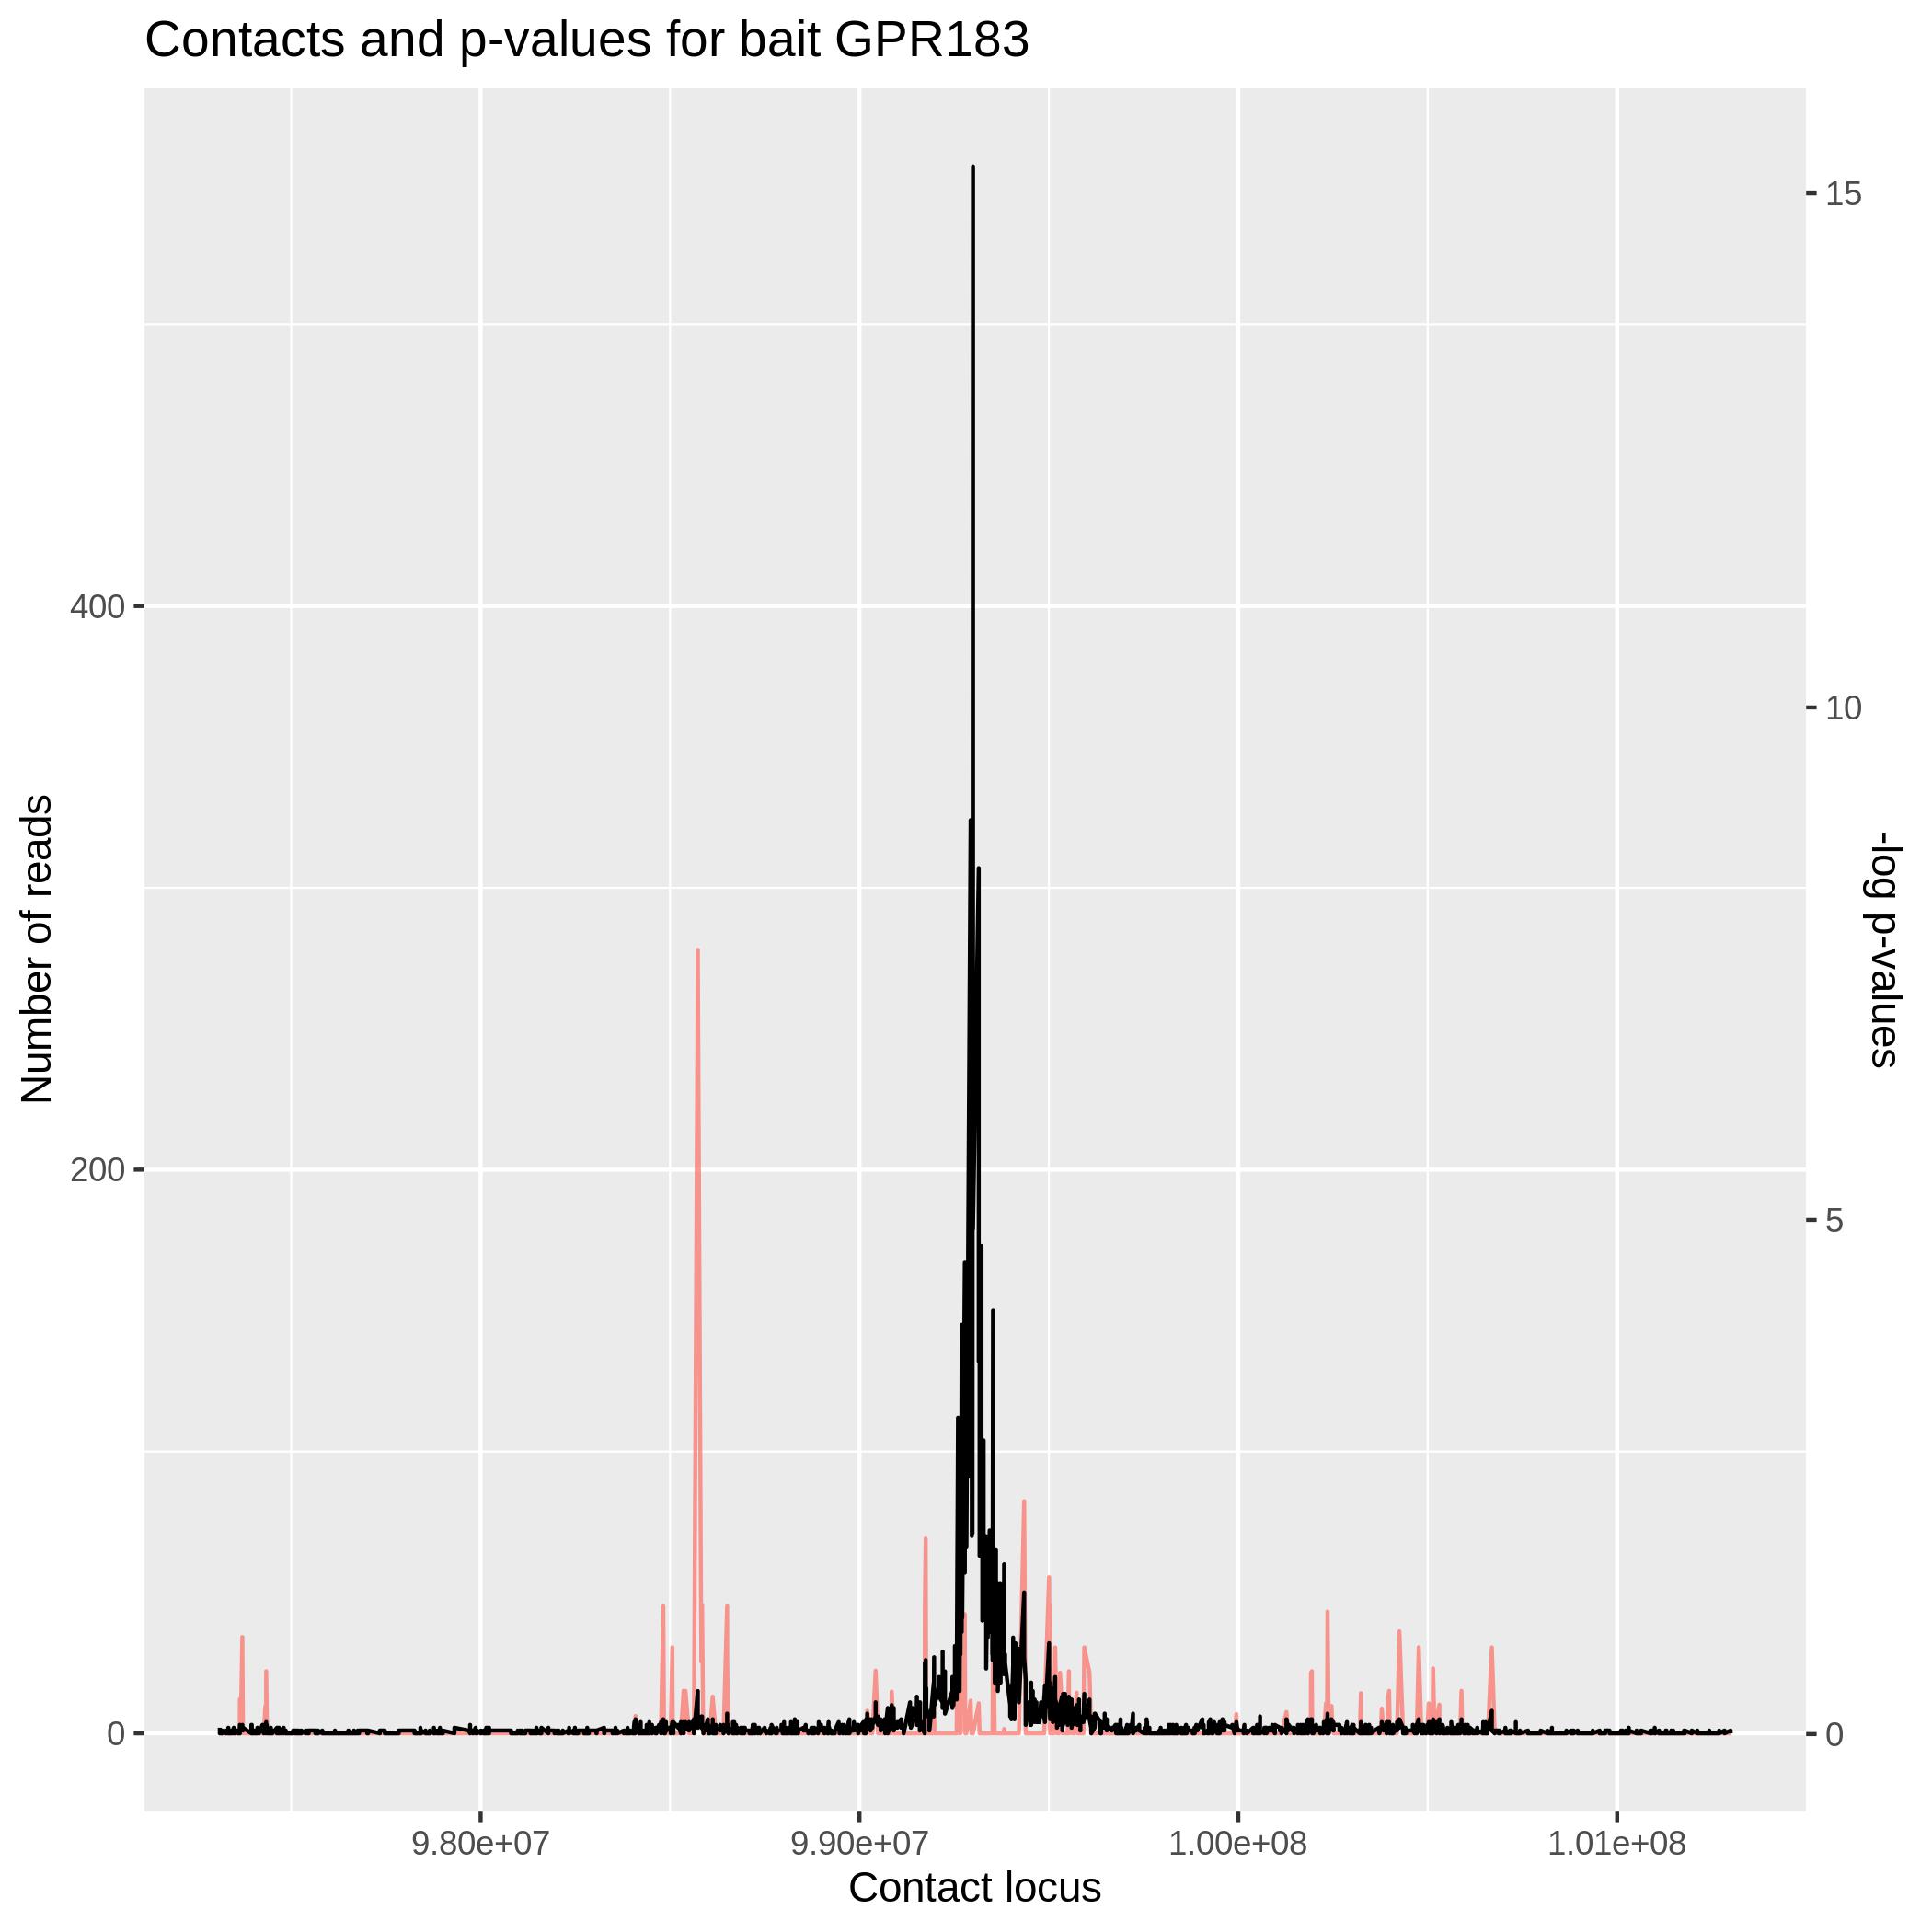 Contacts and p-values for bait GPR183
Number of reads
400
200
0
15
10
5
0
-log p-values
9.80e+07
9.90e+07
1.00e+08
1.01e+08
Contact locus